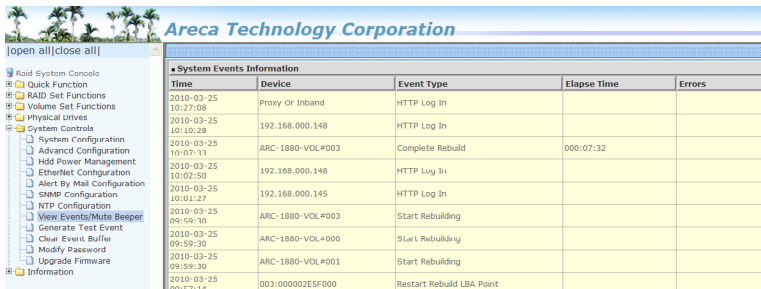 Areca Technology Corporation
|open all|close all|
Raid System Console
Quick Function
RAID Set Functions
Volume Set Functions
Physical Drives
System Controls
System Configuration
Advancd Configuration
Hdd Power Management
EtherNet Configuration
Alert By Mail Configuration
SNMP Configuration
NTP Configuration
View Events/Mute Beeper
Generate Test Event
Clear Event Buffer
Modify Password
Upgrade Firmware
Information
System Events Information
Time Device Event Type Elapse Time Errors
2010-03-25 10:27:08 Proxy Or Inband HTTP Log In
2010-03-25 10:10:28 192.168.000.148 HTTP Log In
2010-03-25 10:07:33 ARC-1880-VOL#003 Complete Rebuild 000:07:32
2010-03-25 10:02:50 192.168.000.148 HTTP Log In
2010-03-25 10:01:27 192.168.000.145 HTTP Log In
2010-03-25 09:59:30 ARC-1880-VOL#003 Start Rebuilding
2010-03-25 09:59:30 ARC-1880-VOL#000 Start Rebuilding
2010-03-25 09:59:30 ARC-1880-VOL#001 Start Rebuilding
2010-03-25 09:57:14 003:000002E5F000 Restart Rebuild LBA Point